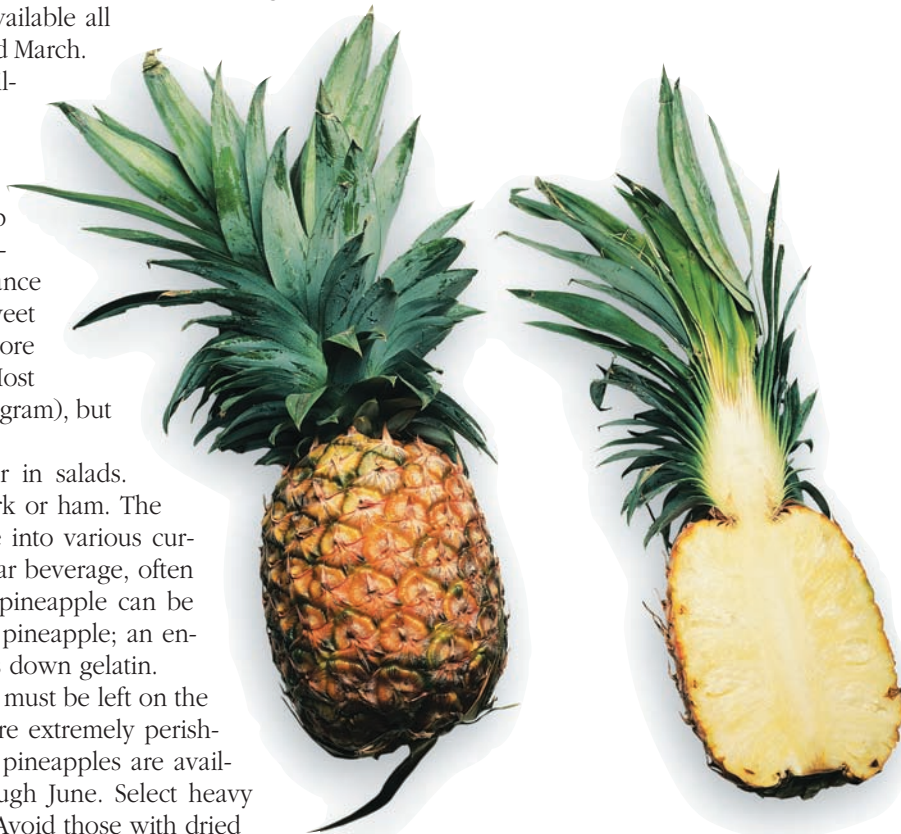 vailable all
d March.
il-
p
-
ance
veet
ore
Most
gram), but
r in salads.
rk or ham. The
e into various cur-
ar beverage, often
pineapple can be
pineapple; an en-
s down gelatin.
must be left on the
re extremely perish-
pineapples are avail-
ugh June. Select heavy
Avoid those with dried